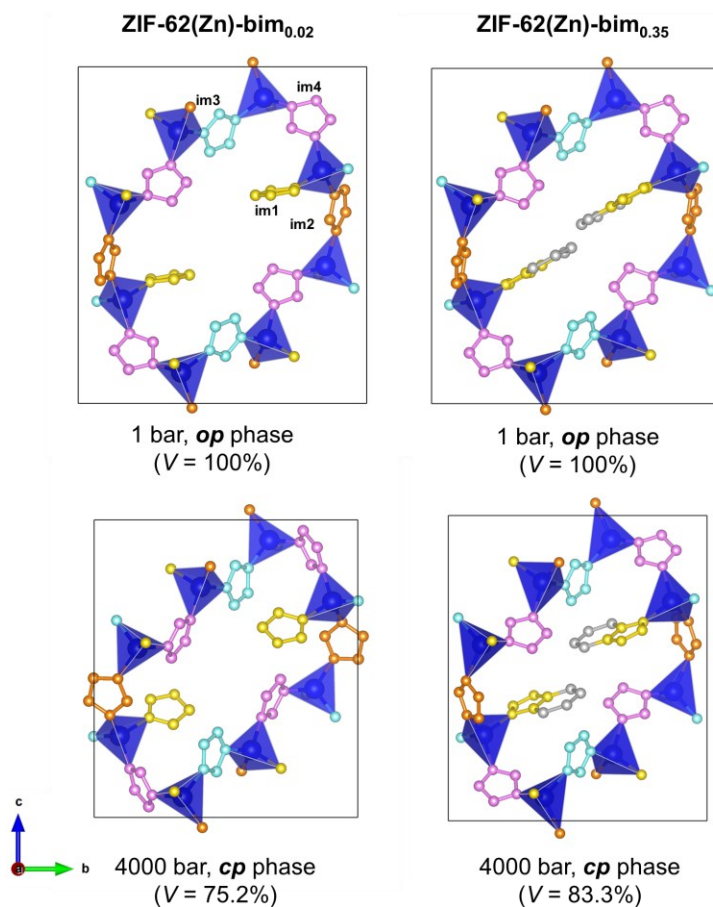 ZIF-62(Zn)-bim0.02
ZIF-62(Zn)-bim0.35
im3
im4
im1
im2
1 bar, op phase
(V = 100%)
1 bar, op phase
(V = 100%)
c
a
b
4000 bar, cp phase
(V = 75.2%)
4000 bar, cp phase
(V = 83.3%)